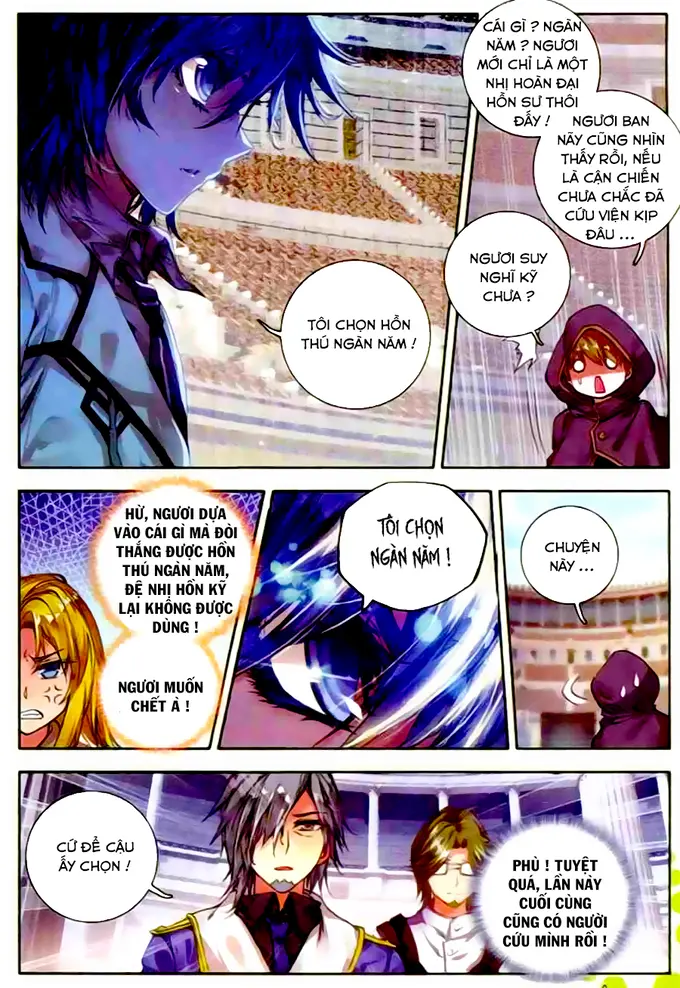 CÁI GÌ ? NGÀN
NĂM ? NGƯƠI
MỚI CHỈ LÀ MỘT
NHỊ HOÀN ĐẠI
HỒN SƯ THÔI
ĐẤY !
NGƯƠI BAN
NÃY CŨNG NHÌN
THẤY RỒI, NẾU
LÀ CẬN CHIẾN
CHƯA CHẮC ĐÃ
CỨU VIỆN KỊP
ĐÂU ...
NGƯƠI SUY
NGHĨ KỸ
CHƯA ?
TÔI CHỌN HỒN
THÚ NGÀN NĂM !
HỪ, NGƯƠI DỰA
VÀO CÁI GÌ MÀ ĐÒI
THẮNG ĐƯỢC HỒN
THÚ NGÀN NĂM,
ĐỆ NHỊ HỒN KỸ
LẠI KHÔNG ĐƯỢC
DÙNG !
NGƯƠI MUỐN
CHẾT À !
TÔI CHỌN
NGÀN NĂM !
CHUYỆN
NÀY ...
CỨ ĐỂ CẬU
ẤY CHỌN !
PHÙ ! TUYỆT
QUÁ, LẦN NÀY
CUỐI CÙNG
CŨNG CÓ NGƯỜI
CỨU MÌNH RỒI !